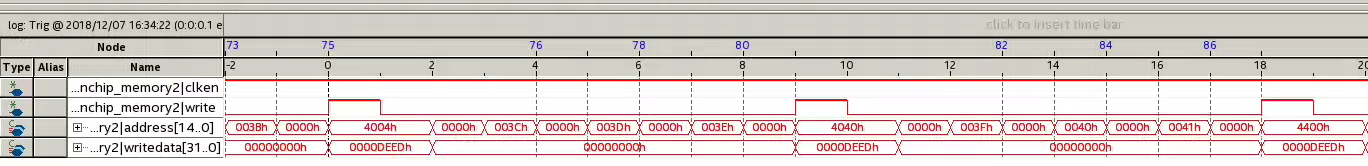 log: Trig @ 2018/12/07 16:34:22 (0:0:0.1 e click to insert time bar
Node 73 75 76 78 80 82 84 86
Type Alias Name -2 0 2 4 6 8 10 12 14 16 18 20
...nchip_memory2|clken
...nchip_memory2|write
...ry2|address[14..0] 003Bh 0000h 4004h 0000h 003Ch 0000h 003Dh 0000h 003Eh 0000h 4040h 0000h 003Fh 0000h 0040h 0000h 0041h 0000h 4400h
...ry2|writedata[31..0] 00000000h 0000DEEDh 00000000h 0000DEEDh 00000000h 0000DEEDh